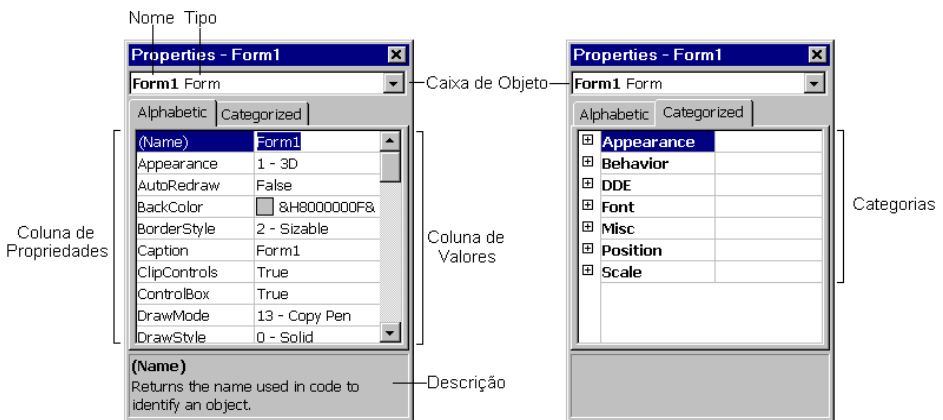 Nome Tipo
Properties - Form1
Form1 Form
Caixa de Objeto
Alphabetic Categorized
Coluna de
Propriedades
(Name) Form1
Appearance 1 - 3D
AutoRedraw False
BackColor &H8000000F&
BorderStyle 2 - Sizable
Caption Form1
ClipControls True
ControlBox True
DrawMode 13 - Copy Pen
DrawStyle 0 - Solid
Coluna de
Valores
(Name)
Returns the name used in code to
identify an object.
Descrição
Properties - Form1
Form1 Form
Alphabetic Categorized
Appearance
Behavior
DDE
Font
Misc
Position
Scale
Categorias